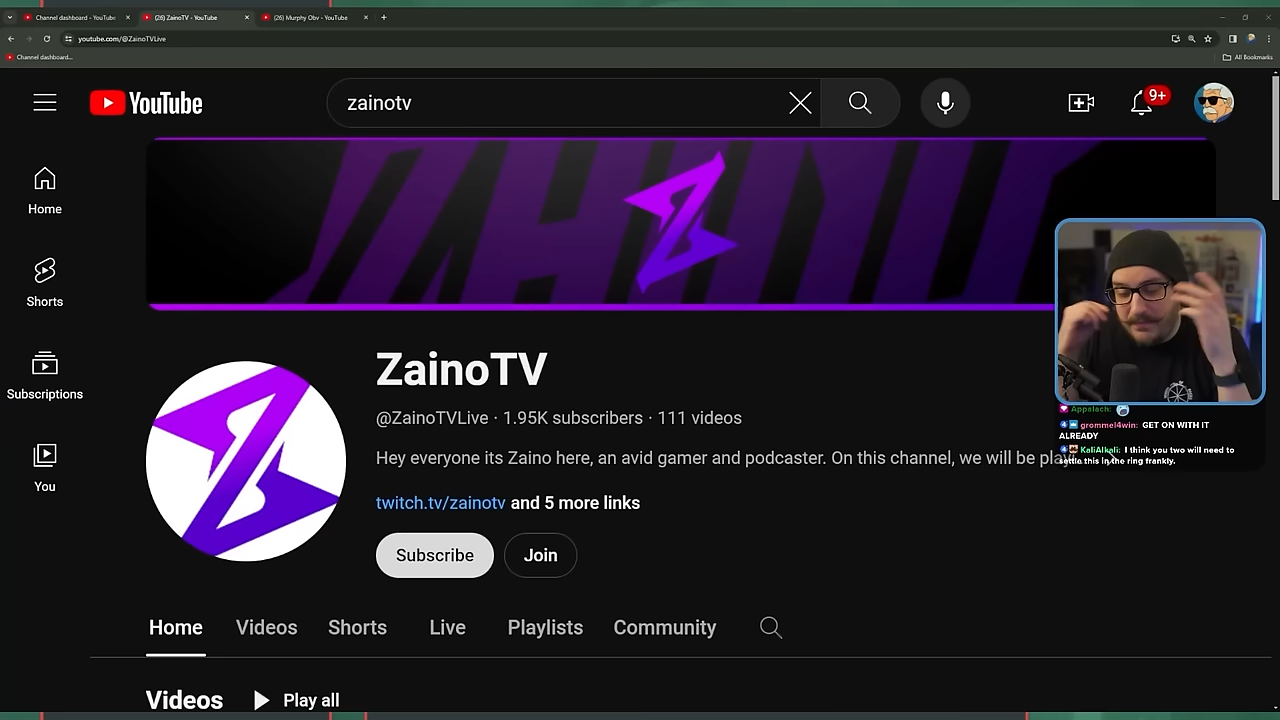 Channel dashboard - YouTube
(26) ZainoTV - YouTube
(26) Murphy Obv - YouTube
youtube.com/@ZainoTVLive
Channel dashboard...
All Bookmarks
YouTube
zainotv
9+
Home
Shorts
Subscriptions
You
ZainoTV
@ZainoTVLive · 1.95K subscribers · 111 videos
Hey everyone its Zaino here, an avid gamer and podcaster. On this channel, we will be play
twitch.tv/zainotv and 5 more links
Subscribe
Join
Appalach:
grommel4win: GET ON WITH IT
ALREADY
KaliAlkali: I think you two will need to
settle this in the ring frankly.
Home
Videos
Shorts
Live
Playlists
Community
Videos
Play all